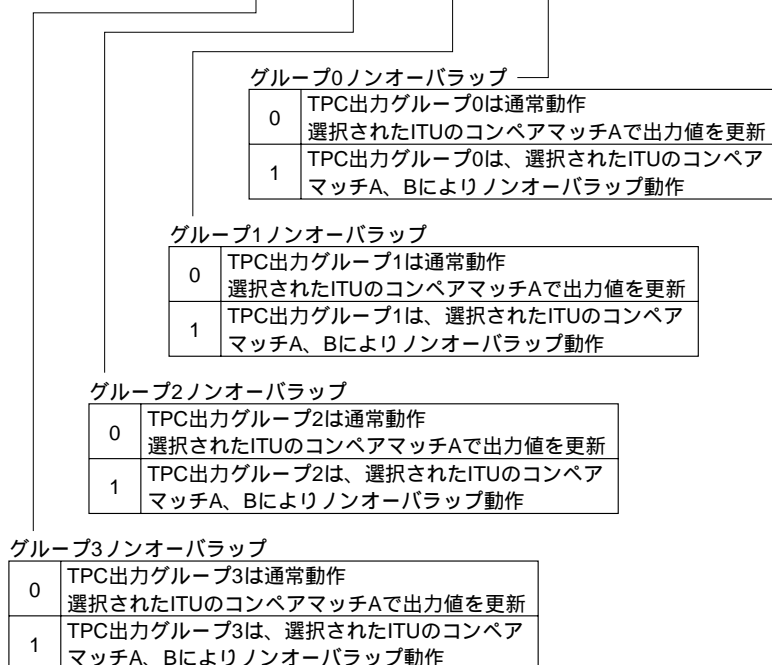 グループ0ノンオーバラップ
0
TPC出力グループ0は通常動作
選択されたITUのコンペアマッチAで出力値を更新
1
TPC出力グループ0は、選択されたITUのコンペア
マッチA、Bによりノンオーバラップ動作
グループ1ノンオーバラップ
0
TPC出力グループ1は通常動作
選択されたITUのコンペアマッチAで出力値を更新
1
TPC出力グループ1は、選択されたITUのコンペア
マッチA、Bによりノンオーバラップ動作
グループ2ノンオーバラップ
0
TPC出力グループ2は通常動作
選択されたITUのコンペアマッチAで出力値を更新
1
TPC出力グループ2は、選択されたITUのコンペア
マッチA、Bによりノンオーバラップ動作
グループ3ノンオーバラップ
0
TPC出力グループ3は通常動作
選択されたITUのコンペアマッチAで出力値を更新
1
TPC出力グループ3は、選択されたITUのコンペア
マッチA、Bによりノンオーバラップ動作